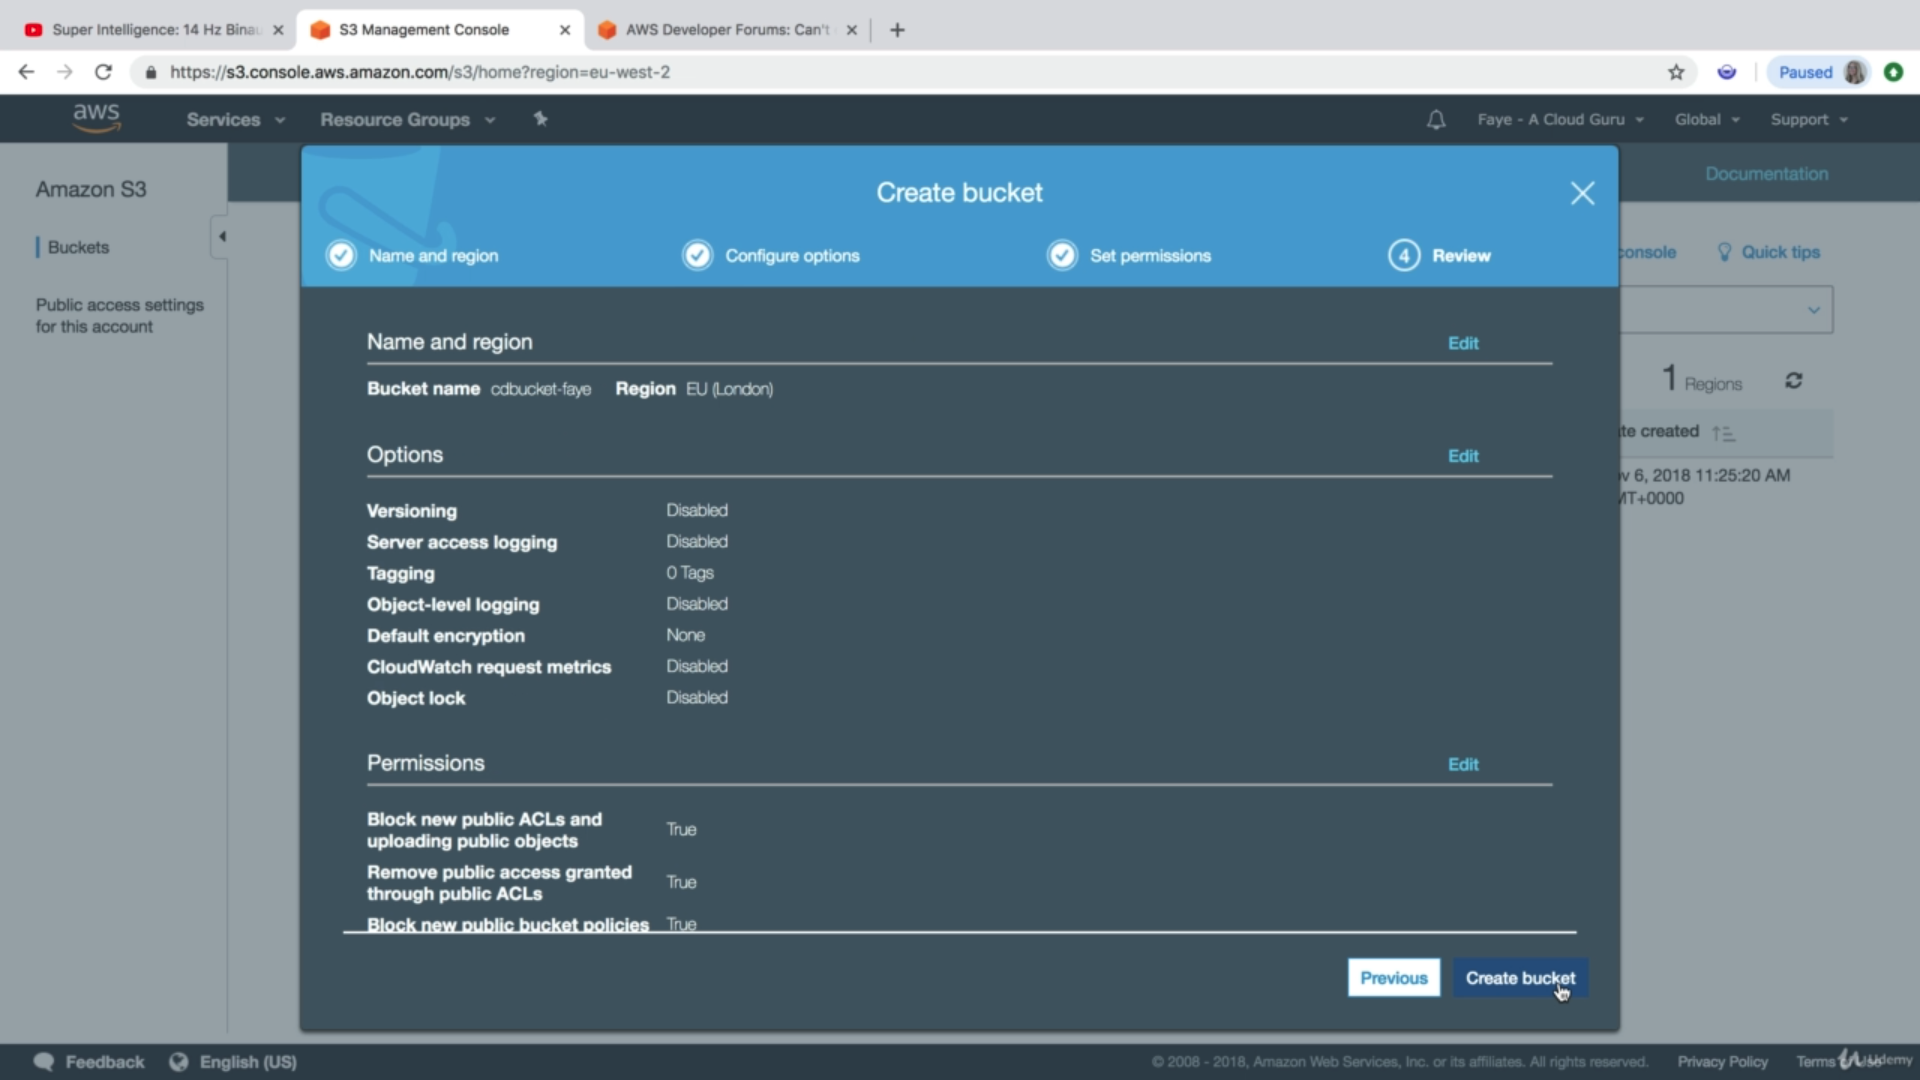 Super Intelligence: 14 Hz Binau
S3 Management Console
AWS Developer Forums: Can't
https://s3.console.aws.amazon.com/s3/home?region=eu-west-2
Paused
aws
Services
Resource Groups
Faye - A Cloud Guru
Global
Support
Amazon S3
Buckets
Public access settings
for this account
Documentation
console
Quick tips
1 Regions
te created
v 6, 2018 11:25:20 AM
MT+0000
Create bucket
Name and region
Configure options
Set permissions
4 Review
Name and region
Edit
Bucket name cdbucket-faye Region EU (London)
Options
Edit
Versioning Disabled
Server access logging Disabled
Tagging 0 Tags
Object-level logging Disabled
Default encryption None
CloudWatch request metrics Disabled
Object lock Disabled
Permissions
Edit
Block new public ACLs and
uploading public objects
True
Remove public access granted
through public ACLs
True
Block new public bucket policies True
Previous
Create bucket
Feedback
English (US)
© 2008 - 2018, Amazon Web Services, Inc. or its affiliates. All rights reserved.
Privacy Policy
Terms
Udemy